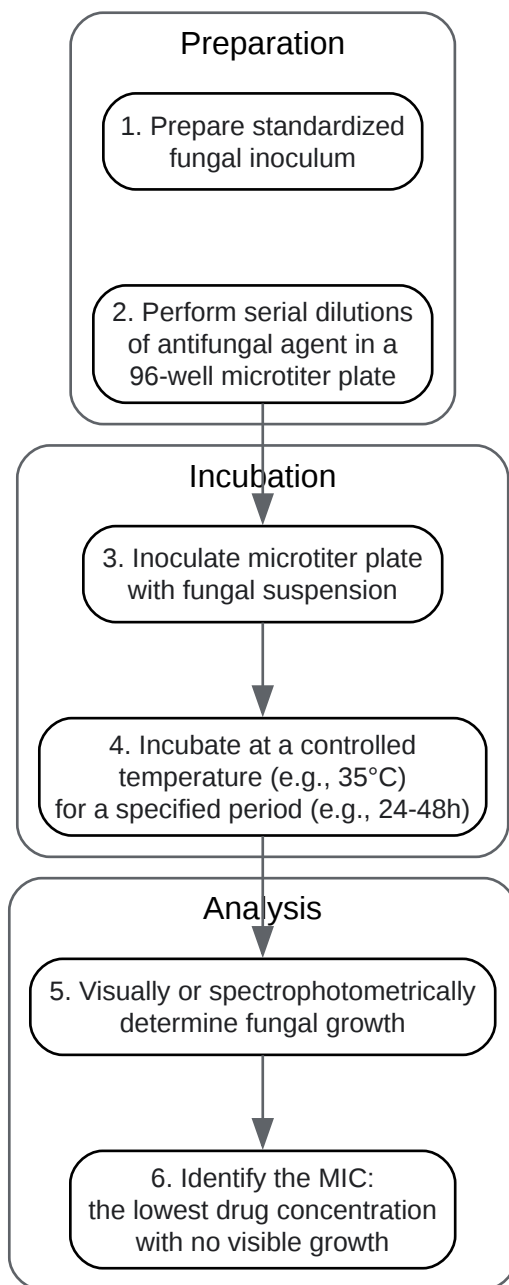 Preparation
1. Prepare standardized
fungal inoculum
2. Perform serial dilutions
of antifungal agent in a
96-well microtiter plate
Incubation
3. Inoculate microtiter plate
with fungal suspension
4. Incubate at a controlled
temperature (e.g., 35°C)
for a specified period (e.g., 24-48h)
Analysis
5. Visually or spectrophotometrically
determine fungal growth
6. Identify the MIC:
the lowest drug concentration
with no visible growth